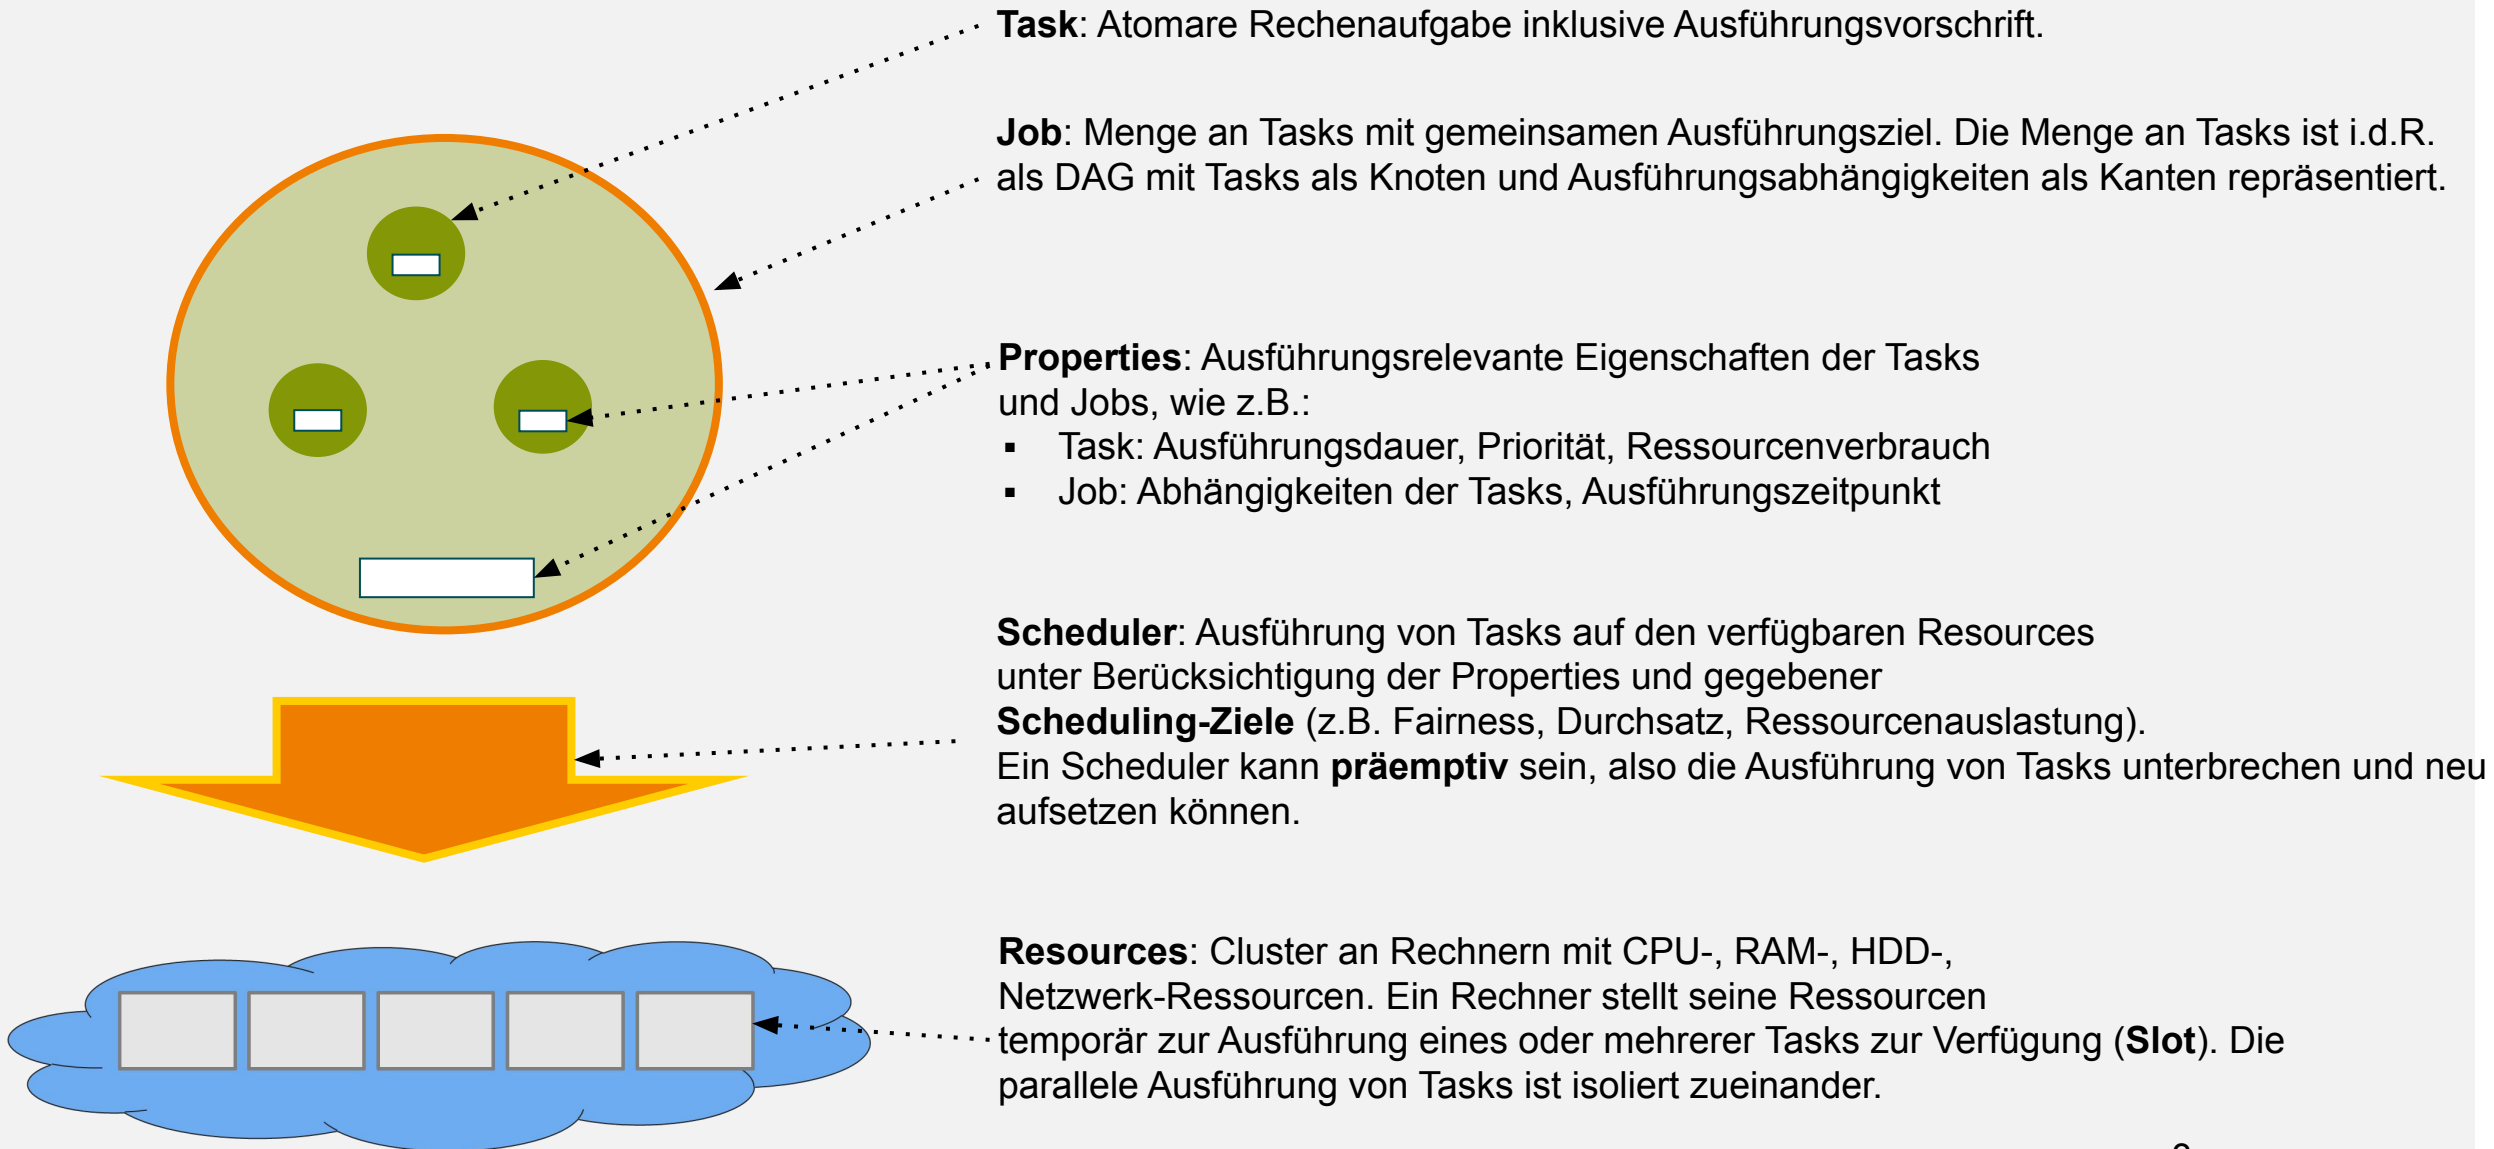 Task: Atomare Rechenaufgabe inklusive Ausführungsvorschrift.
Job: Menge an Tasks mit gemeinsamen Ausführungsziel. Die Menge an Tasks ist i.d.R.
als DAG mit Tasks als Knoten und Ausführungsabhängigkeiten als Kanten repräsentiert.
Properties: Ausführungsrelevante Eigenschaften der Tasks
und Jobs, wie z.B.:
▪ Task: Ausführungsdauer, Priorität, Ressourcenverbrauch
▪ Job: Abhängigkeiten der Tasks, Ausführungszeitpunkt
Scheduler: Ausführung von Tasks auf den verfügbaren Resources
unter Berücksichtigung der Properties und gegebener
Scheduling-Ziele (z.B. Fairness, Durchsatz, Ressourcenauslastung).
Ein Scheduler kann präemptiv sein, also die Ausführung von Tasks unterbrechen und neu
aufsetzen können.
Resources: Cluster an Rechnern mit CPU-, RAM-, HDD-,
Netzwerk-Ressourcen. Ein Rechner stellt seine Ressourcen
temporär zur Ausführung eines oder mehrerer Tasks zur Verfügung (Slot). Die
parallele Ausführung von Tasks ist isoliert zueinander.